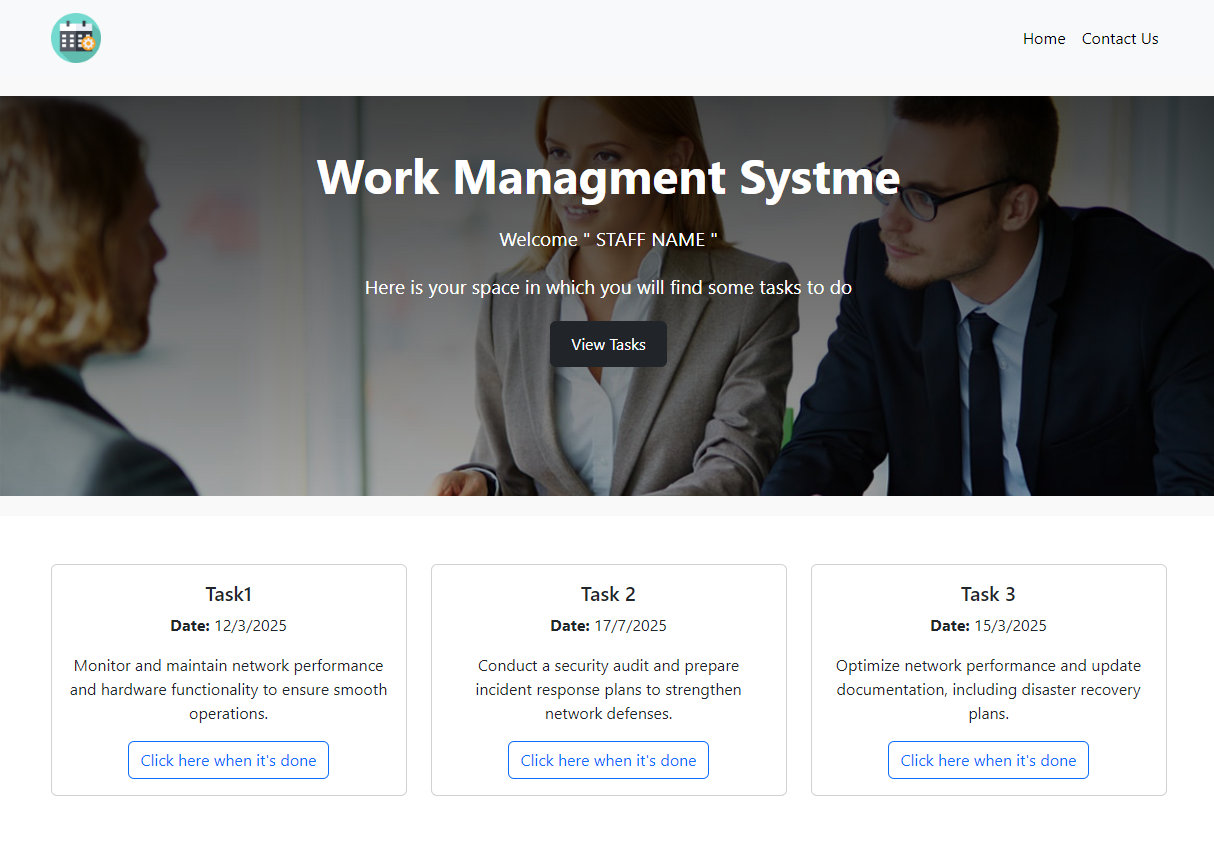 Home Contact Us
Work Managment Systme
Welcome " STAFF NAME "
Here is your space in which you will find some tasks to do
View Tasks
Task1
Date: 12/3/2025
Monitor and maintain network performance
and hardware functionality to ensure smooth
operations.
Click here when it's done
Task 2
Date: 17/7/2025
Conduct a security audit and prepare
incident response plans to strengthen
network defenses.
Click here when it's done
Task 3
Date: 15/3/2025
Optimize network performance and update
documentation, including disaster recovery
plans.
Click here when it's done